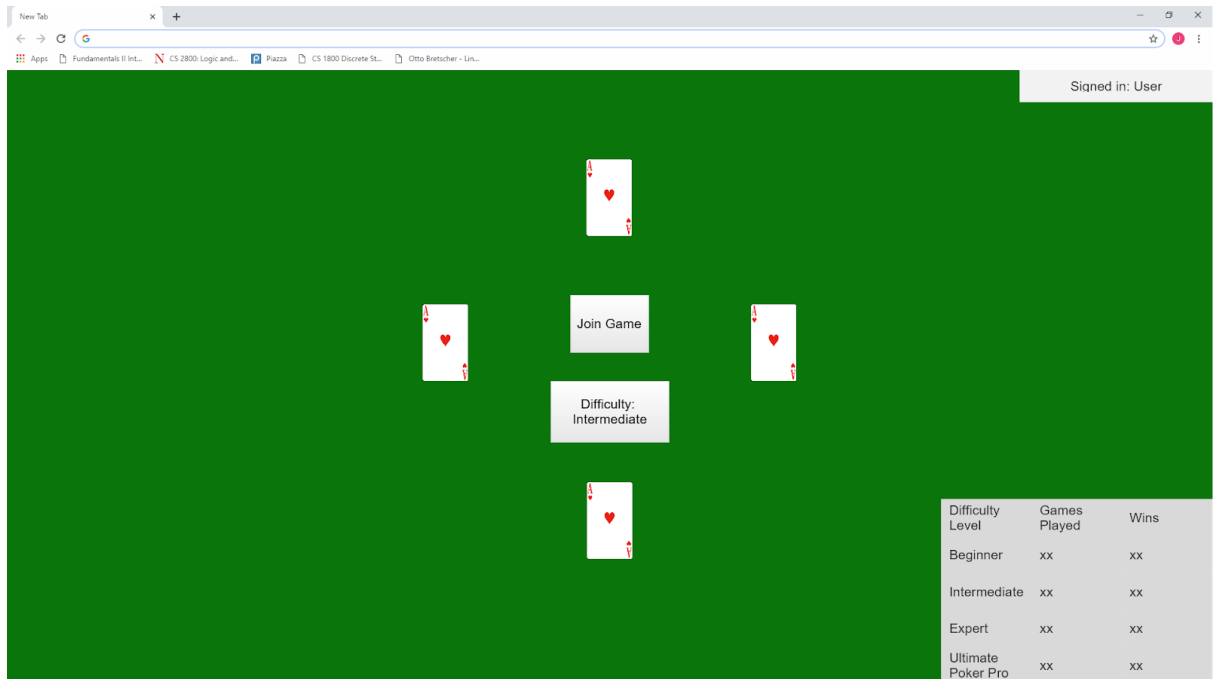 New Tab
Apps Fundamentals II Int... CS 2800: Logic and... Piazza CS 1800 Discrete St... Otto Bretscher - Lin...
Signed in: User
A
A
Join Game
A
A
A
A
Difficulty:
Intermediate
A
A
Difficulty Level Games Played Wins
Beginner xx xx
Intermediate xx xx
Expert xx xx
Ultimate Poker Pro xx xx